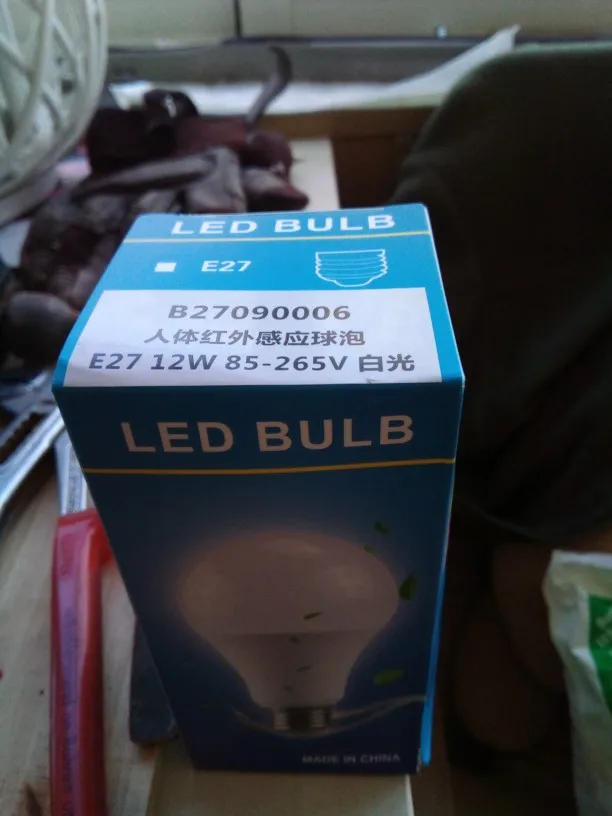 LED BULB
E27
B27090006
人体红外感应球泡
E27 12W 85-265V 白光
LED BULB
MADE IN CHINA